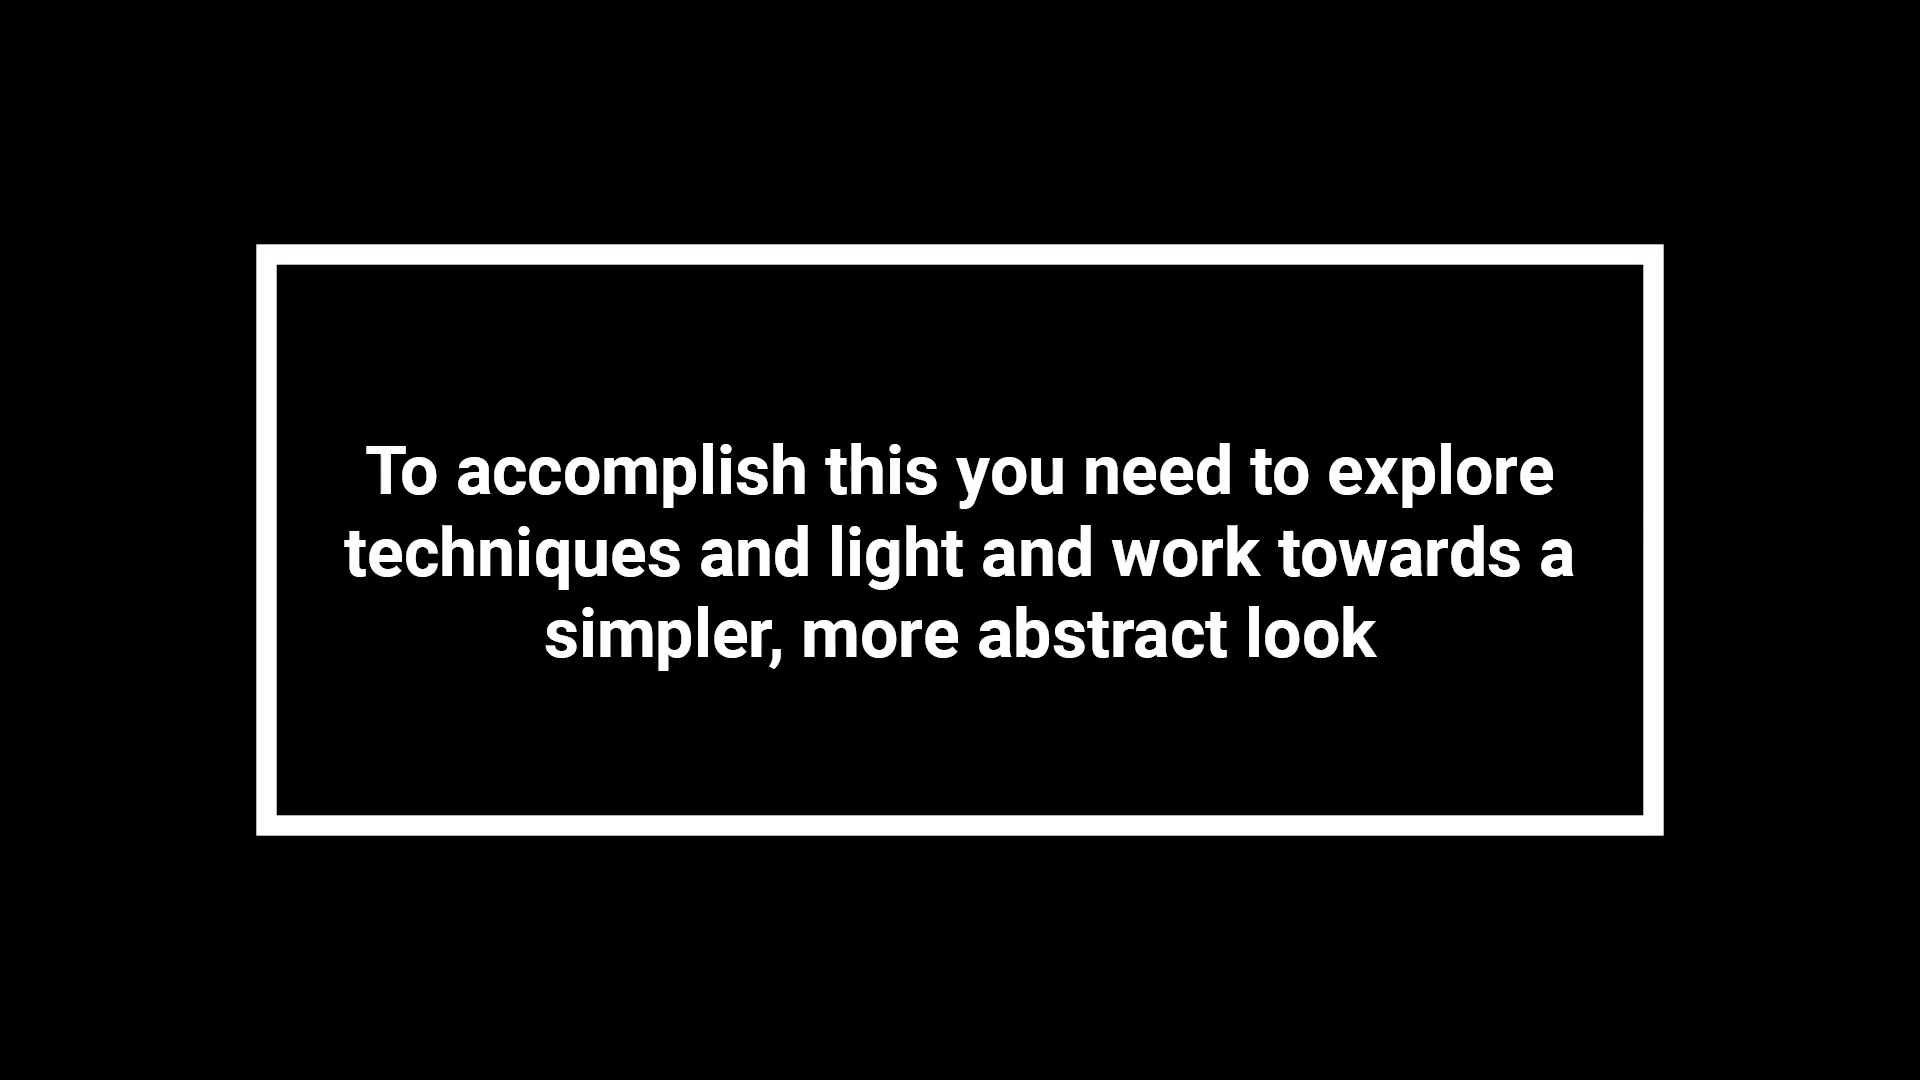 To accomplish this you need to explore
techniques and light and work towards a
simpler, more abstract look